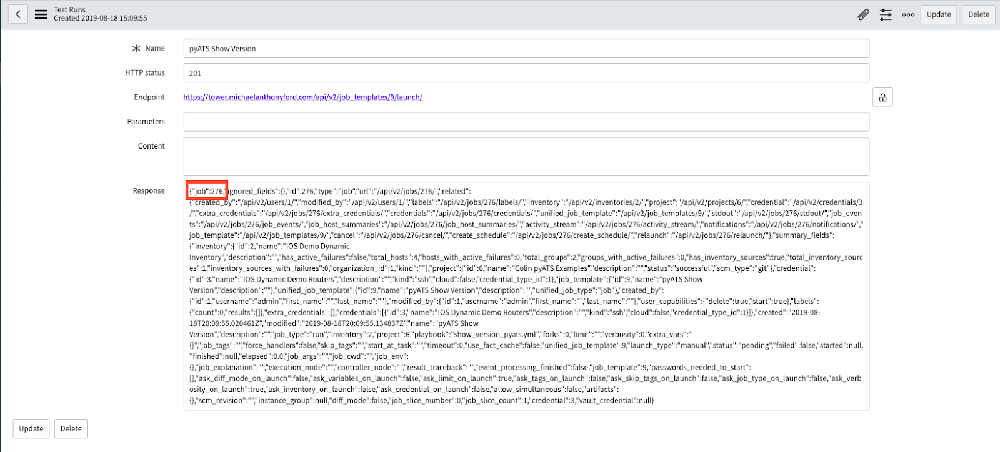 Test Runs
Created 2019-08-18 15:09:55
Update
Delete
Name
pyATS Show Version
HTTP status
201
Endpoint
https://tower.michaelanthonyford.com/api/v2/job_templates/9/launch/
Parameters
Content
Response
{"job":276,"ignored_fields":{},"id":276,"type":"job","url":"/api/v2/jobs/276/","related":
{"created_by":"/api/v2/users/1/","modified_by":"/api/v2/users/1/","labels":"/api/v2/jobs/276/labels/","inventory":"/api/v2/inventories/2/","project":"/api/v2/projects/6/","credential":"/api/v2/credentials/3
/","extra_credentials":"/api/v2/jobs/276/extra_credentials/","credentials":"/api/v2/jobs/276/credentials/","unified_job_template":"/api/v2/job_templates/9/","stdout":"/api/v2/jobs/276/stdout/","job_even
ts":"/api/v2/jobs/276/job_events/","job_host_summaries":"/api/v2/jobs/276/job_host_summaries/","activity_stream":"/api/v2/jobs/276/activity_stream/","notifications":"/api/v2/jobs/276/notifications/","
job_template":"/api/v2/job_templates/9/","cancel":"/api/v2/jobs/276/cancel/","create_schedule":"/api/v2/jobs/276/create_schedule/","relaunch":"/api/v2/jobs/276/relaunch/"},"summary_fields":
{"inventory":{"id":2,"name":"IOS Demo Dynamic
Inventory","description":"","has_active_failures":false,"total_hosts":4,"hosts_with_active_failures":0,"total_groups":2,"groups_with_active_failures":0,"has_inventory_sources":true,"total_inventory_sourc
es":1,"inventory_sources_with_failures":0,"organization_id":1,"kind":""},"project":{"id":6,"name":"Colin pyATS Examples","description":"","status":"successful","scm_type":"git"},"credential":
{"id":3,"name":"IOS Dynamic Demo Routers","description":"","kind":"ssh","cloud":false,"credential_type_id":1},"job_template":{"id":9,"name":"pyATS Show
Version","description":""},"unified_job_template":{"id":9,"name":"pyATS Show Version","description":"","unified_job_type":"job"},"created_by":
{"id":1,"username":"admin","first_name":"","last_name":""},"modified_by":{"id":1,"username":"admin","first_name":"","last_name":""},"user_capabilities":{"delete":true,"start":true},"labels":
{"count":0,"results":[]},"extra_credentials":[],"credentials":[{"id":3,"name":"IOS Dynamic Demo Routers","description":"","kind":"ssh","cloud":false,"credential_type_id":1}]},"created":"2019-08-
18T20:09:55.020461Z","modified":"2019-08-18T20:09:55.134837Z","name":"pyATS Show
Version","description":"","job_type":"run","inventory":2,"project":6,"playbook":"show_version_pyats.yml","forks":0,"limit":"","verbosity":0,"extra_vars":"
{}","job_tags":"","force_handlers":false,"skip_tags":"","start_at_task":"","timeout":0,"use_fact_cache":false,"unified_job_template":9,"launch_type":"manual","status":"pending","failed":false,"started":null,
"finished":null,"elapsed":0.0,"job_args":"","job_cwd":"","job_env":
{},"job_explanation":"","execution_node":"","controller_node":"","result_traceback":"","event_processing_finished":false,"job_template":9,"passwords_needed_to_start":
[],"ask_diff_mode_on_launch":false,"ask_variables_on_launch":false,"ask_limit_on_launch":true,"ask_tags_on_launch":false,"ask_skip_tags_on_launch":false,"ask_job_type_on_launch":false,"ask_verb
osity_on_launch":true,"ask_inventory_on_launch":false,"ask_credential_on_launch":false,"allow_simultaneous":false,"artifacts":
{},"scm_revision":"","instance_group":null,"diff_mode":false,"job_slice_number":0,"job_slice_count":1,"credential":3,"vault_credential":null}
Update
Delete